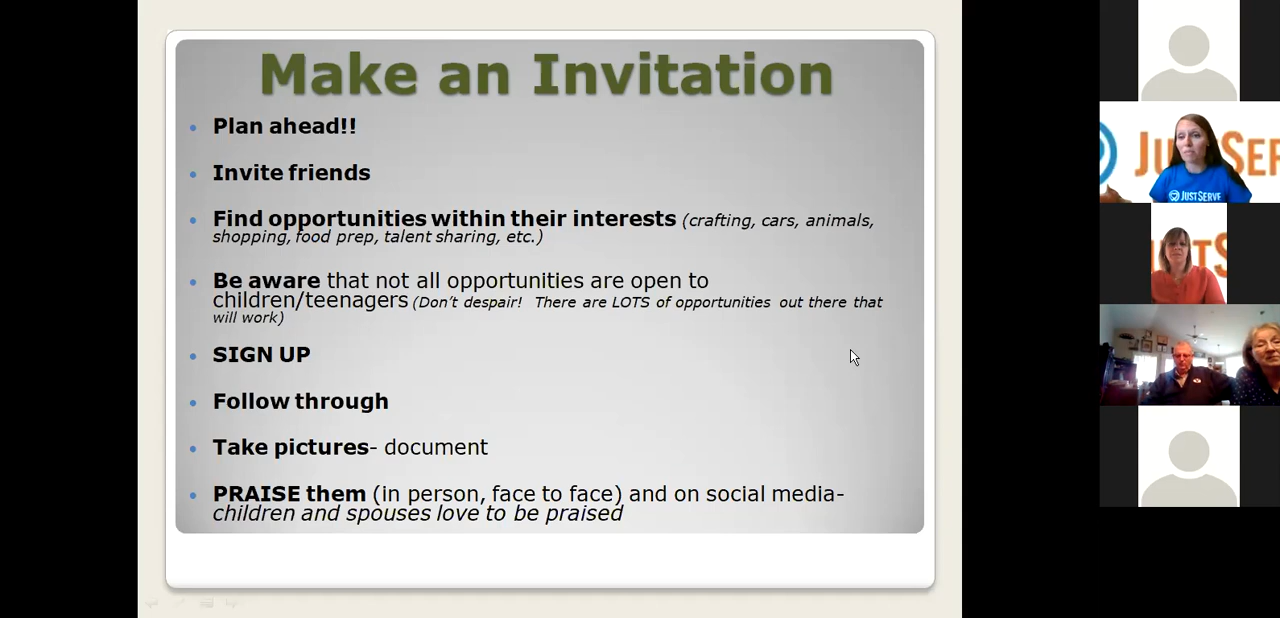 Make an Invitation
Plan ahead!!
Invite friends
Find opportunities within their interests (crafting, cars, animals,
shopping, food prep, talent sharing, etc.)
Be aware that not all opportunities are open to
children/teenagers (Don't despair! There are LOTS of opportunities out there that
will work)
SIGN UP
Follow through
Take pictures- document
PRAISE them (in person, face to face) and on social media-
children and spouses love to be praised
JUSTSER
JUSTSERVE